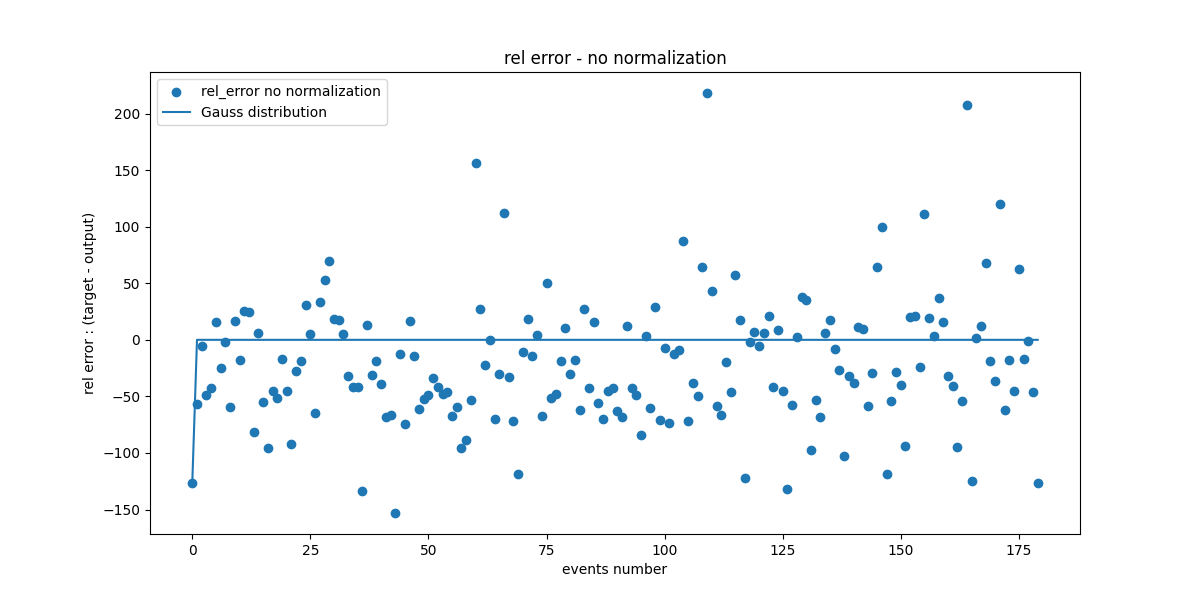 rel error - no normalization
rel_error no normalization
Gauss distribution
rel error : (target - output)
200
150
100
50
0
−50
−100
−150
0 25 50 75 100 125 150 175
events number